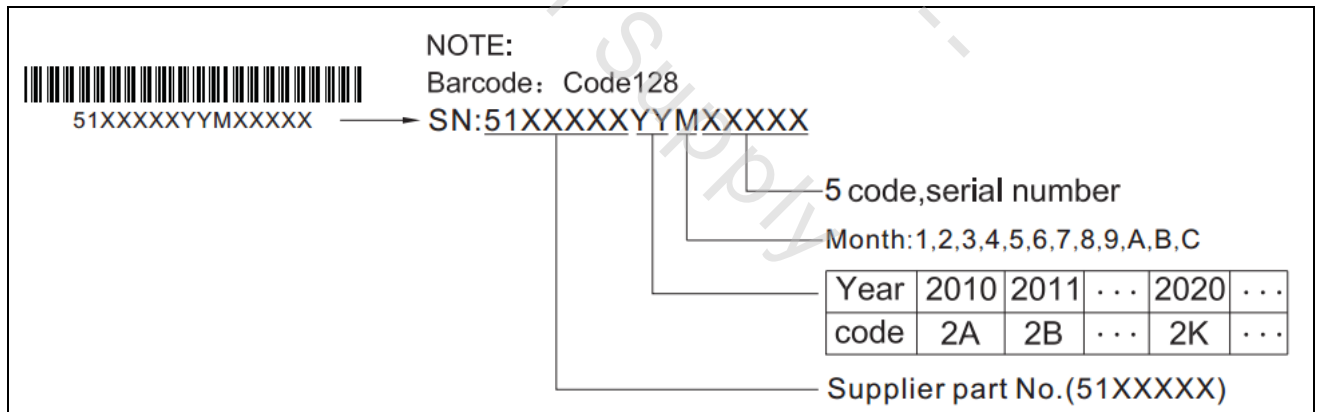 NOTE:
Barcode: Code128
51XXXXXYYMXXXXX
SN:51XXXXXYYMXXXXX
5 code,serial number
Month:1,2,3,4,5,6,7,8,9,A,B,C
Year 2010 2011 ··· 2020 ···
code 2A 2B ··· 2K ···
Supplier part No.(51XXXXX)
Supply